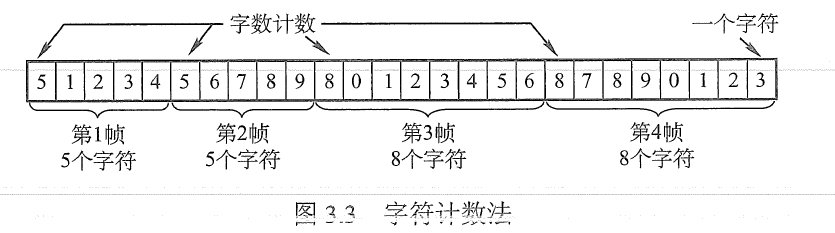 字数计数 一个字符
5 1 2 3 4 5 6 7 8 9 8 0 1 2 3 4 5 6 8 7 8 9 0 1 2 3
第1帧 第2帧 第3帧 第4帧
5个字符 5个字符 8个字符 8个字符
图 3.3 字符计数法